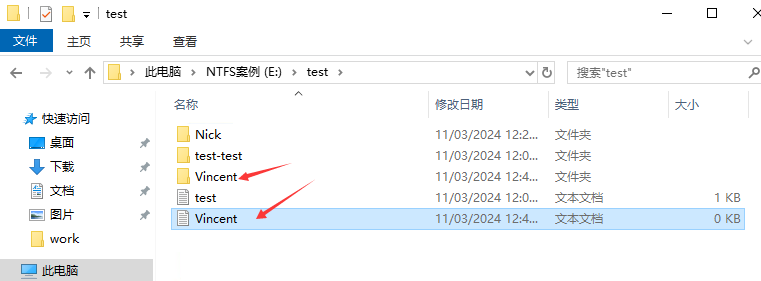 test
文件 主页 共享 查看
此电脑 NTFS案例 (E:) test 搜索"test"
快速访问
桌面
下载
文档
图片
work
此电脑
名称 修改日期 类型 大小
Nick 11/03/2024 12:2... 文件夹
test-test 11/03/2024 12:0... 文件夹
Vincent 11/03/2024 12:4... 文件夹
test 11/03/2024 12:0... 文本文档 1 KB
Vincent 11/03/2024 12:4... 文本文档 0 KB